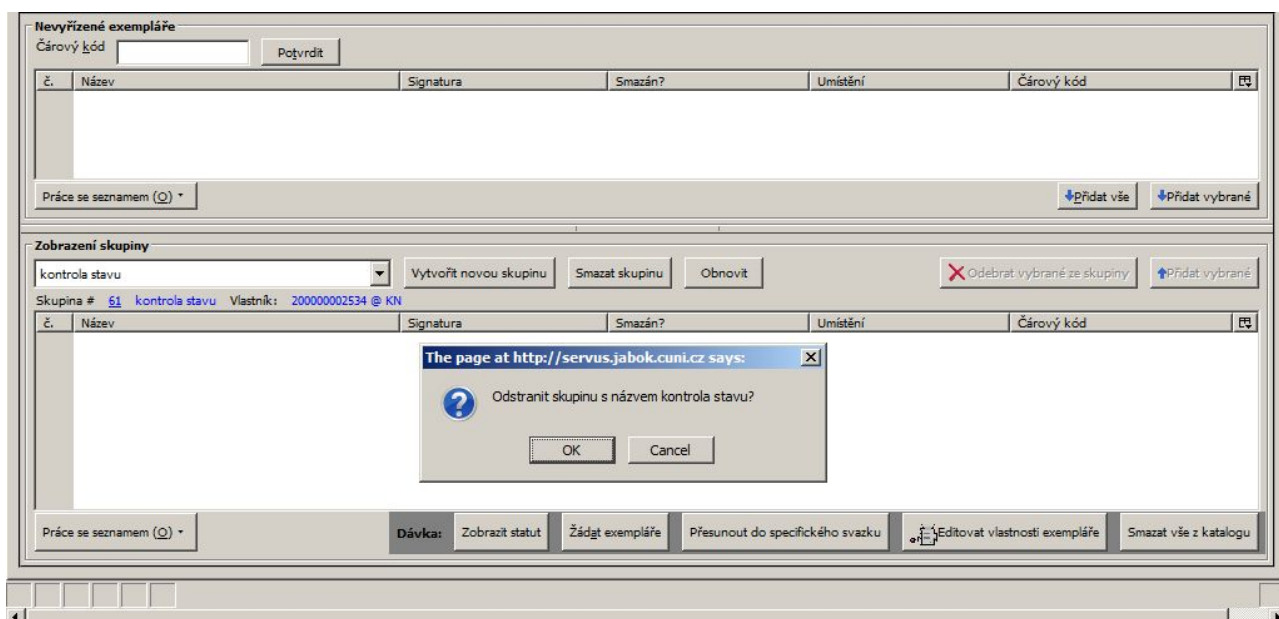 Nevyřízené exempláře
Čárový kód Potvrdit
č. Název Signatura Smazán? Umístění Čárový kód
Práce se seznamem (O) Přidat vše Přidat vybrané
Zobrazení skupiny
kontrola stavu Vytvořit novou skupinu Smazat skupinu Obnovit Odebrat vybrané ze skupiny Přidat vybrané
Skupina # 61 kontrola stavu Vlastník: 200000002534 @ KN
č. Název Signatura Smazán? Umístění Čárový kód
The page at http://servus.jabok.cuni.cz says:
Odstranit skupinu s názvem kontrola stavu?
OK Cancel
Práce se seznamem (O) Dávka: Zobrazit statut Žádat exempláře Přesunout do specifického svazku Editovat vlastnosti exempláře Smazat vše z katalogu